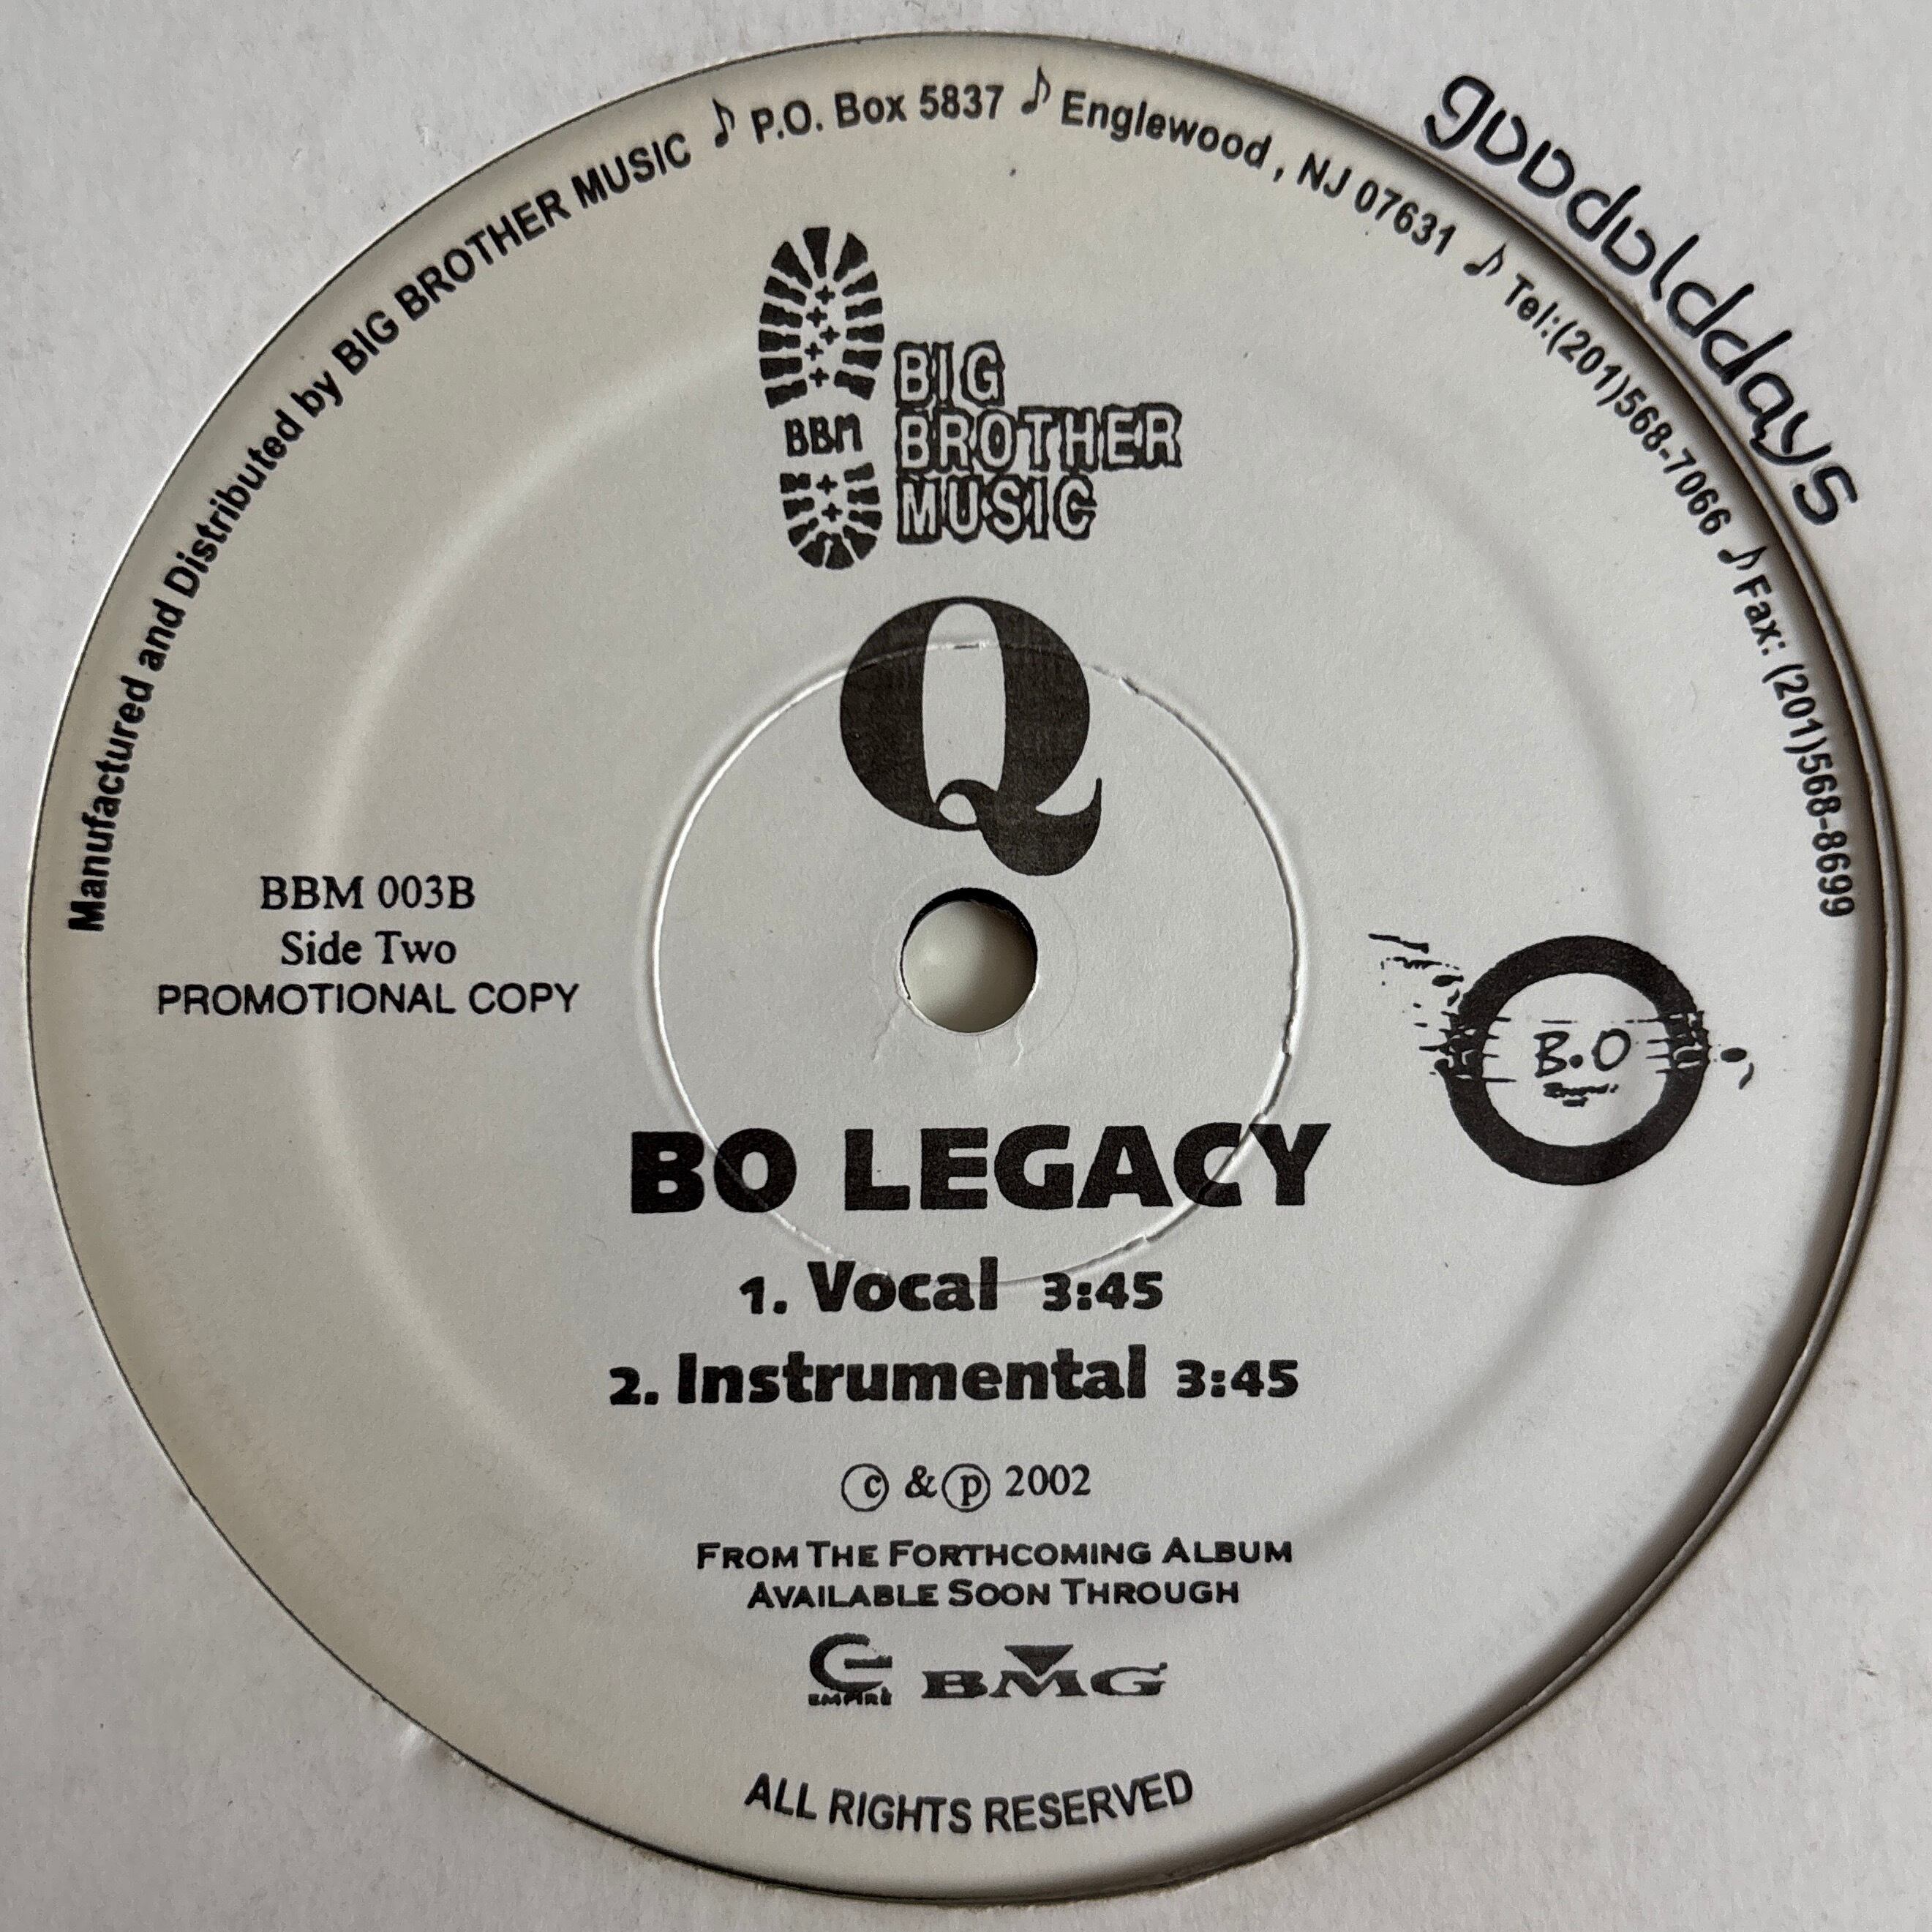 Manufactured and Distributed by BIG BROTHER MUSIC ♪ P.O. Box 5837 ♪ Englewood , NJ 07631 ♪ Tel:(201)568-7066 ♪ Fax: (201)568-8699
goodolddays
BBM
BIG
BROTHER
MUSIC
Q
BBM 003B
Side Two
PROMOTIONAL COPY
B.O
BO LEGACY
1. Vocal 3:45
2. Instrumental 3:45
© & ℗ 2002
FROM THE FORTHCOMING ALBUM
AVAILABLE SOON THROUGH
EMPIRE
BMG
ALL RIGHTS RESERVED